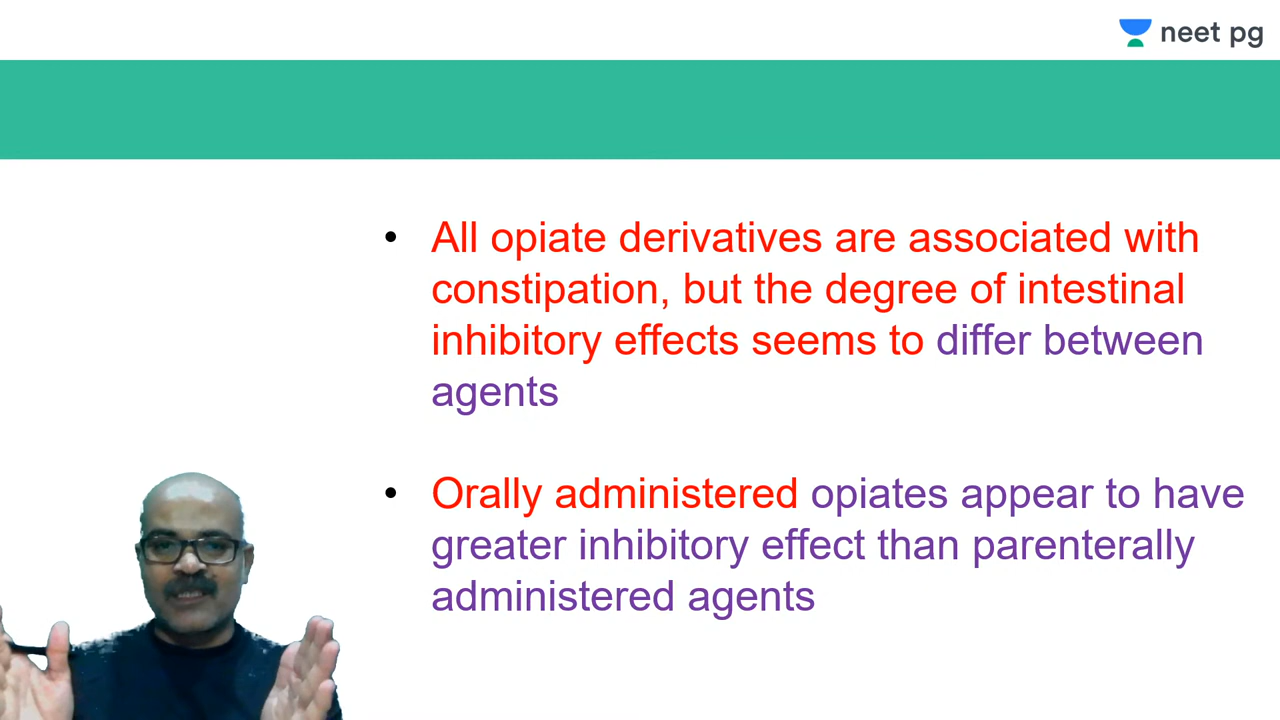 neet pg
• All opiate derivatives are associated with
constipation, but the degree of intestinal
inhibitory effects seems to differ between
agents
• Orally administered opiates appear to have
greater inhibitory effect than parenterally
administered agents